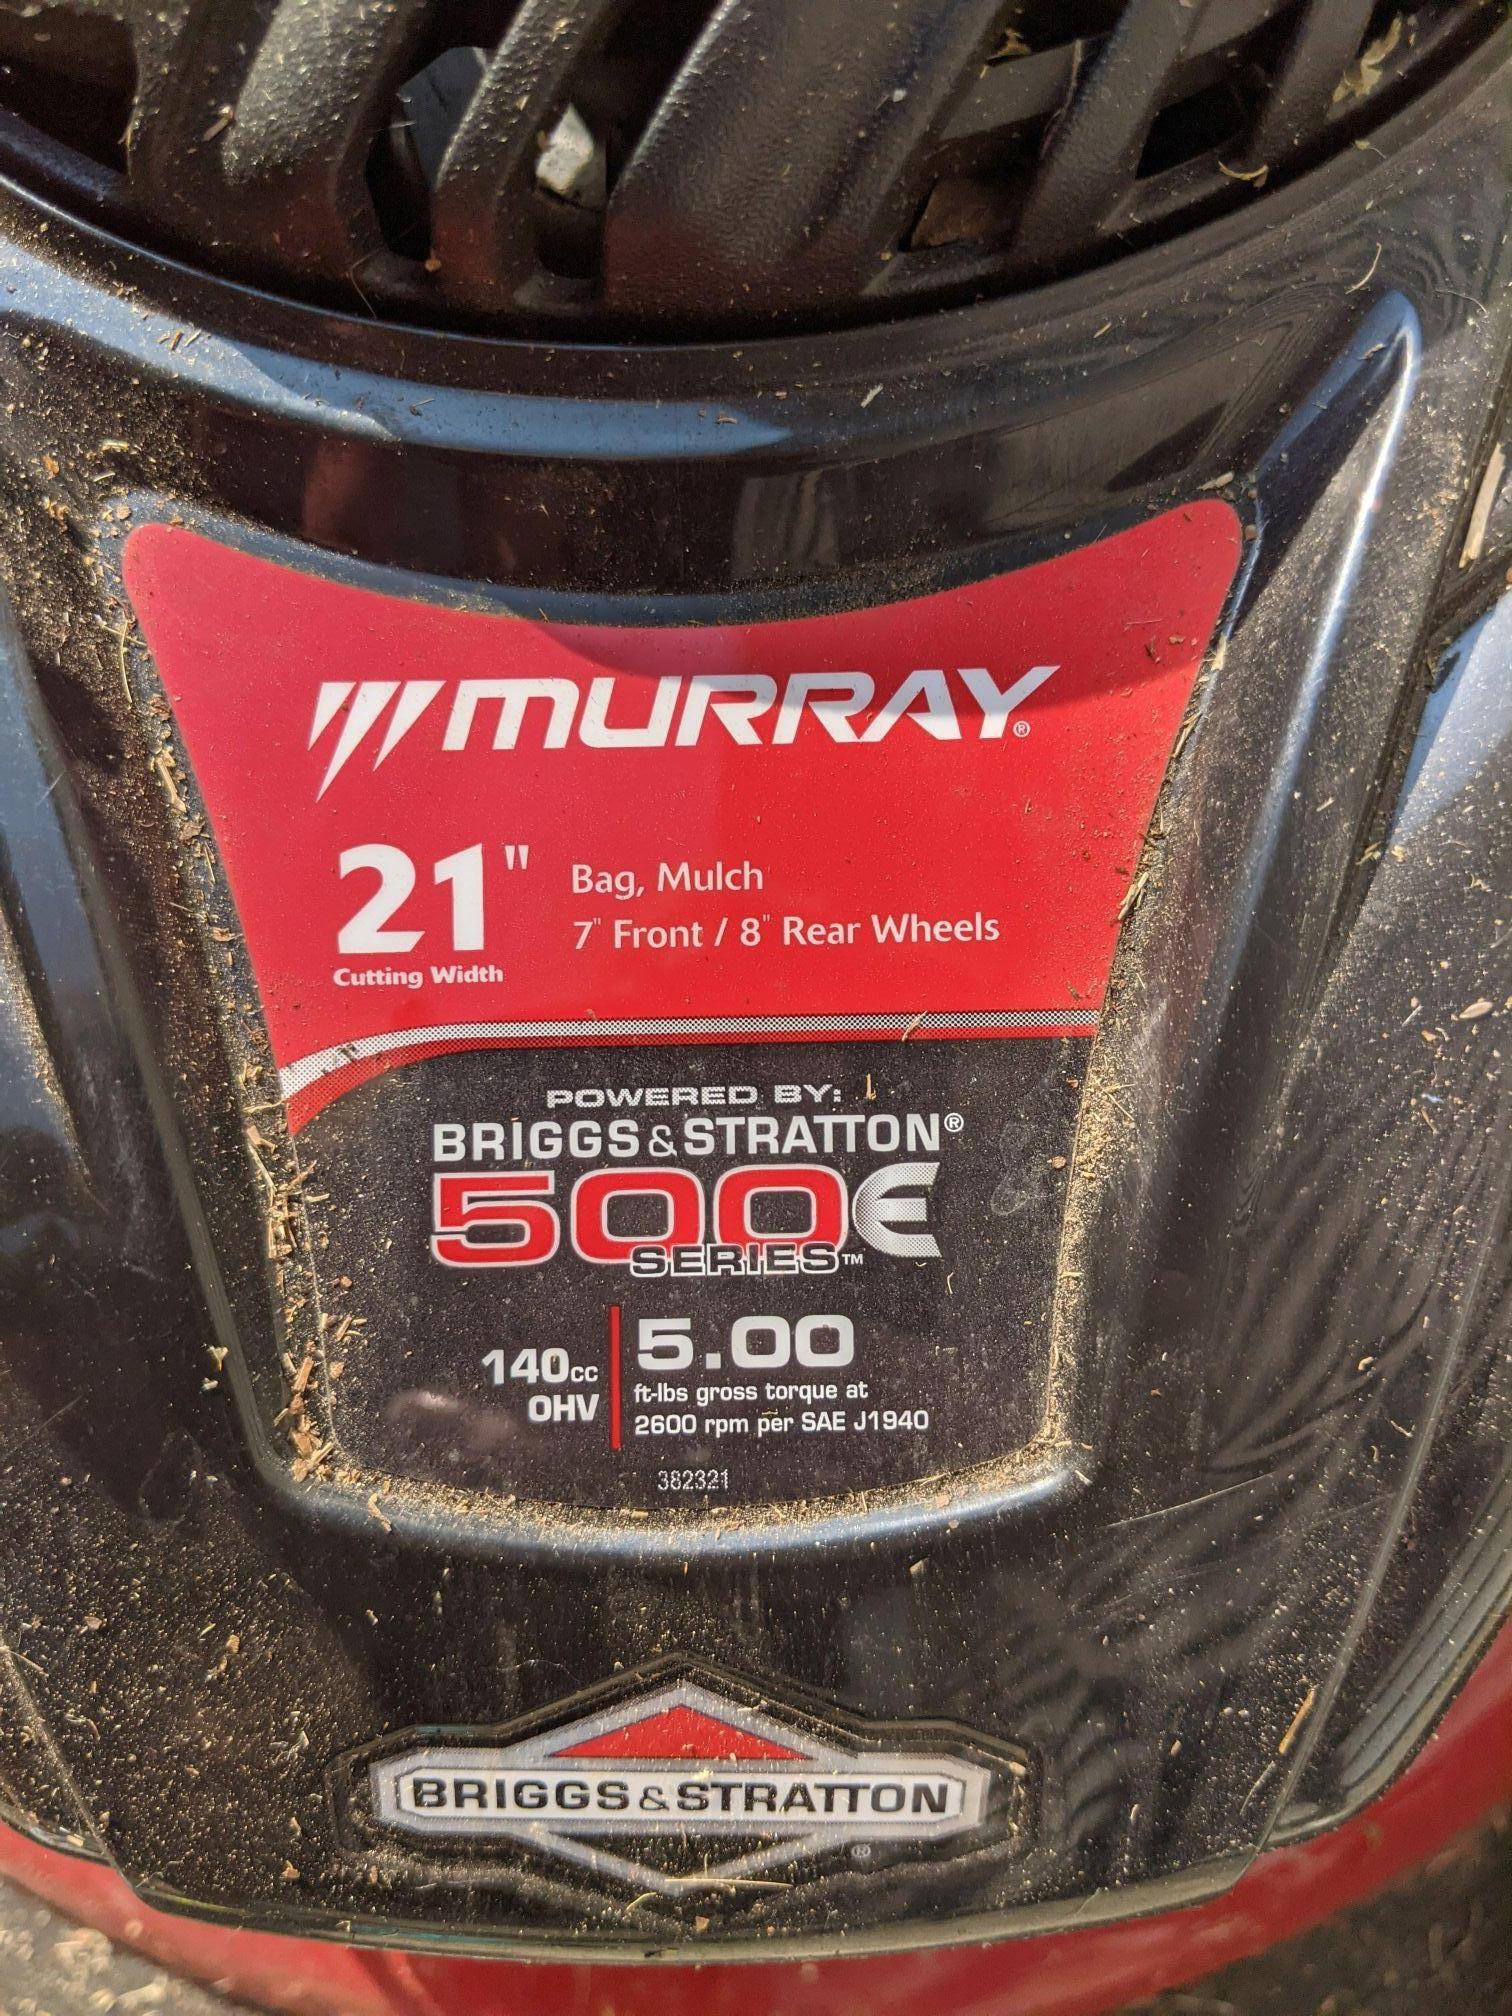 MURRAY®
21"
Cutting Width
Bag, Mulch
7" Front / 8" Rear Wheels
POWERED BY:
BRIGGS & STRATTON®
500E
SERIES™
140cc
OHV
5.00
ft-lbs gross torque at
2600 rpm per SAE J1940
382321
BRIGGS & STRATTON
®